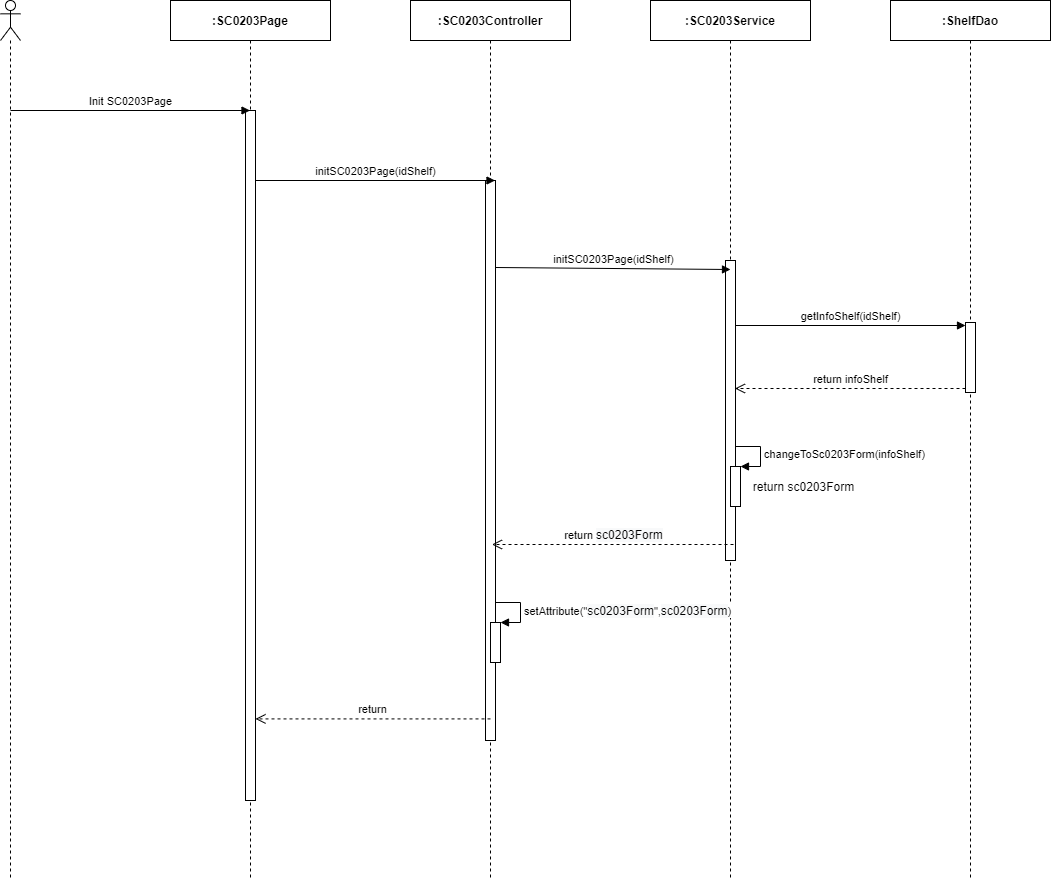 :SC0203Page
:SC0203Controller
:SC0203Service
:ShelfDao
Init SC0203Page
initSC0203Page(idShelf)
initSC0203Page(idShelf)
getInfoShelf(idShelf)
return infoShelf
changeToSc0203Form(infoShelf)
return sc0203Form
return sc0203Form
setAttribute("sc0203Form",sc0203Form)
return